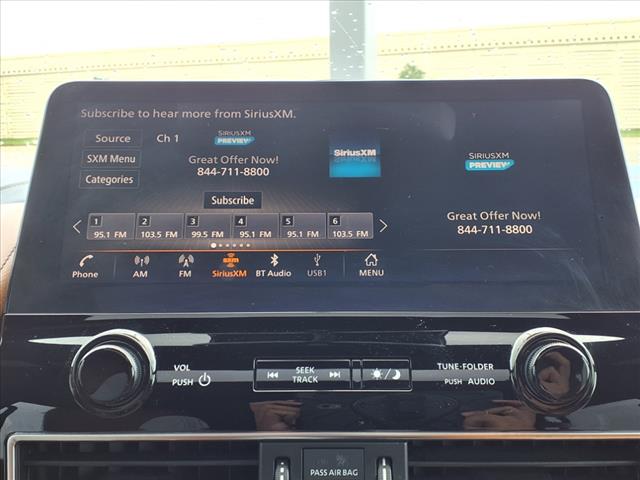 Subscribe to hear more from SiriusXM.
Source Ch 1
SXM Menu
Categories
SIRIUSXM
PREVIEW
Great Offer Now!
844-711-8800
Subscribe
SiriusXM
SIRIUSXM
PREVIEW
Great Offer Now!
844-711-8800
1 2 3 4 5 6
95.1 FM 103.5 FM 99.5 FM 95.1 FM 95.1 FM 103.5 FM
Phone AM FM SiriusXM BT Audio USB1 MENU
VOL
PUSH
SEEK
TRACK
TUNE·FOLDER
PUSH AUDIO
PASS AIR BAG